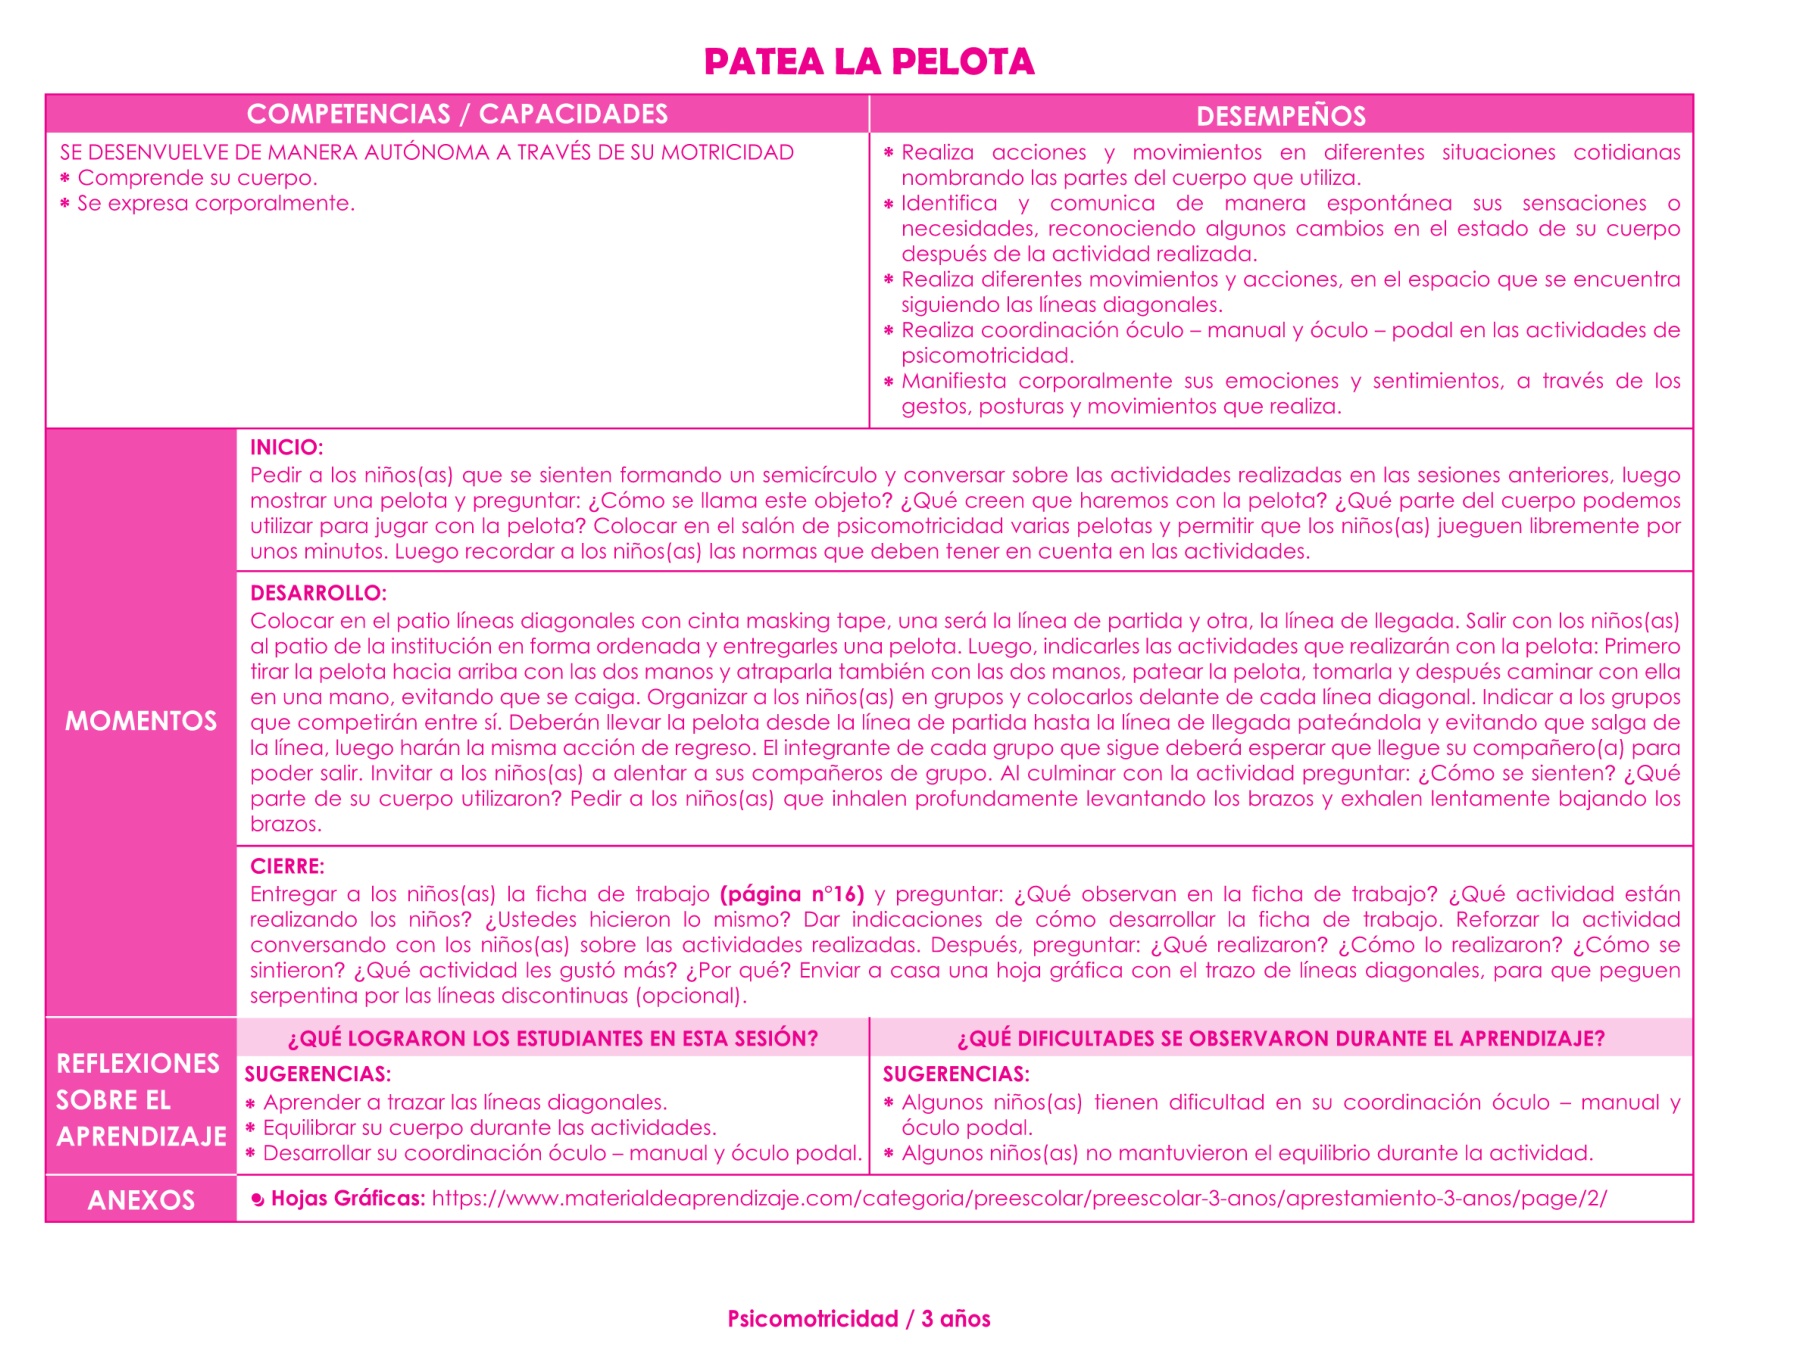 PATEA LA PELOTA
COMPETENCIAS / CAPACIDADES
DESEMPEÑOS
SE DESENVUELVE DE MANERA AUTÓNOMA A TRAVÉS DE SU MOTRICIDAD
* Comprende su cuerpo.
* Se expresa corporalmente.
* Realiza acciones y movimientos en diferentes situaciones cotidianas
nombrando las partes del cuerpo que utiliza.
* Identifica y comunica de manera espontánea sus sensaciones o
necesidades, reconociendo algunos cambios en el estado de su cuerpo
después de la actividad realizada.
* Realiza diferentes movimientos y acciones, en el espacio que se encuentra
siguiendo las líneas diagonales.
* Realiza coordinación óculo – manual y óculo – podal en las actividades de
psicomotricidad.
* Manifiesta corporalmente sus emociones y sentimientos, a través de los
gestos, posturas y movimientos que realiza.
MOMENTOS
INICIO:
Pedir a los niños(as) que se sienten formando un semicírculo y conversar sobre las actividades realizadas en las sesiones anteriores, luego
mostrar una pelota y preguntar: ¿Cómo se llama este objeto? ¿Qué creen que haremos con la pelota? ¿Qué parte del cuerpo podemos
utilizar para jugar con la pelota? Colocar en el salón de psicomotricidad varias pelotas y permitir que los niños(as) jueguen libremente por
unos minutos. Luego recordar a los niños(as) las normas que deben tener en cuenta en las actividades.
DESARROLLO:
Colocar en el patio líneas diagonales con cinta masking tape, una será la línea de partida y otra, la línea de llegada. Salir con los niños(as)
al patio de la institución en forma ordenada y entregarles una pelota. Luego, indicarles las actividades que realizarán con la pelota: Primero
tirar la pelota hacia arriba con las dos manos y atraparla también con las dos manos, patear la pelota, tomarla y después caminar con ella
en una mano, evitando que se caiga. Organizar a los niños(as) en grupos y colocarlos delante de cada línea diagonal. Indicar a los grupos
que competirán entre sí. Deberán llevar la pelota desde la línea de partida hasta la línea de llegada pateándola y evitando que salga de
la línea, luego harán la misma acción de regreso. El integrante de cada grupo que sigue deberá esperar que llegue su compañero(a) para
poder salir. Invitar a los niños(as) a alentar a sus compañeros de grupo. Al culminar con la actividad preguntar: ¿Cómo se sienten? ¿Qué
parte de su cuerpo utilizaron? Pedir a los niños(as) que inhalen profundamente levantando los brazos y exhalen lentamente bajando los
brazos.
CIERRE:
Entregar a los niños(as) la ficha de trabajo (página n°16) y preguntar: ¿Qué observan en la ficha de trabajo? ¿Qué actividad están
realizando los niños? ¿Ustedes hicieron lo mismo? Dar indicaciones de cómo desarrollar la ficha de trabajo. Reforzar la actividad
conversando con los niños(as) sobre las actividades realizadas. Después, preguntar: ¿Qué realizaron? ¿Cómo lo realizaron? ¿Cómo se
sintieron? ¿Qué actividad les gustó más? ¿Por qué? Enviar a casa una hoja gráfica con el trazo de líneas diagonales, para que peguen
serpentina por las líneas discontinuas (opcional).
REFLEXIONES
SOBRE EL
APRENDIZAJE
¿QUÉ LOGRARON LOS ESTUDIANTES EN ESTA SESIÓN?
SUGERENCIAS:
* Aprender a trazar las líneas diagonales.
* Equilibrar su cuerpo durante las actividades.
* Desarrollar su coordinación óculo – manual y óculo podal.
¿QUÉ DIFICULTADES SE OBSERVARON DURANTE EL APRENDIZAJE?
SUGERENCIAS:
* Algunos niños(as) tienen dificultad en su coordinación óculo – manual y
óculo podal.
* Algunos niños(as) no mantuvieron el equilibrio durante la actividad.
ANEXOS
Hojas Gráficas: https://www.materialdeaprendizaje.com/categoria/preescolar/preescolar-3-anos/aprestamiento-3-anos/page/2/
Psicomotricidad / 3 años